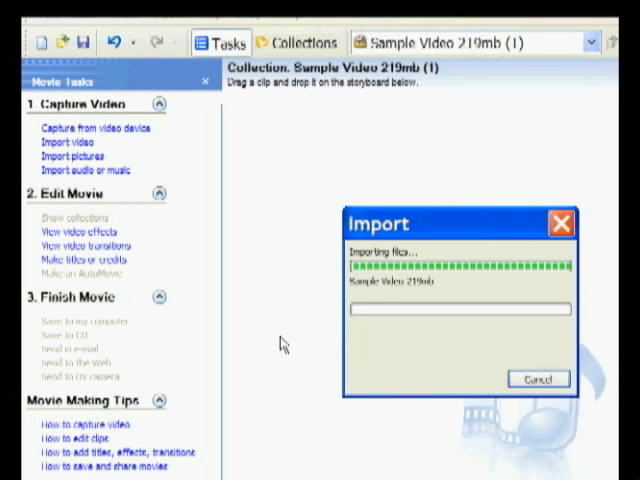 Tasks Collections Sample Video 219mb (1)
Movie Tasks
Collection. Sample Video 219mb (1)
Drag a clip and drop it on the storyboard below.
1. Capture Video
Capture from video device
Import video
Import pictures
Import audio or music
2. Edit Movie
Show collections
View video effects
View video transitions
Make titles or credits
Make an AutoMovie
3. Finish Movie
Save to my computer
Save to CD
Send in e-mail
Send to the Web
Send to DV camera
Movie Making Tips
How to capture video
How to edit clips
How to add titles, effects, transitions
How to save and share movies
Import
Importing files...
Sample Video 219mb
Cancel